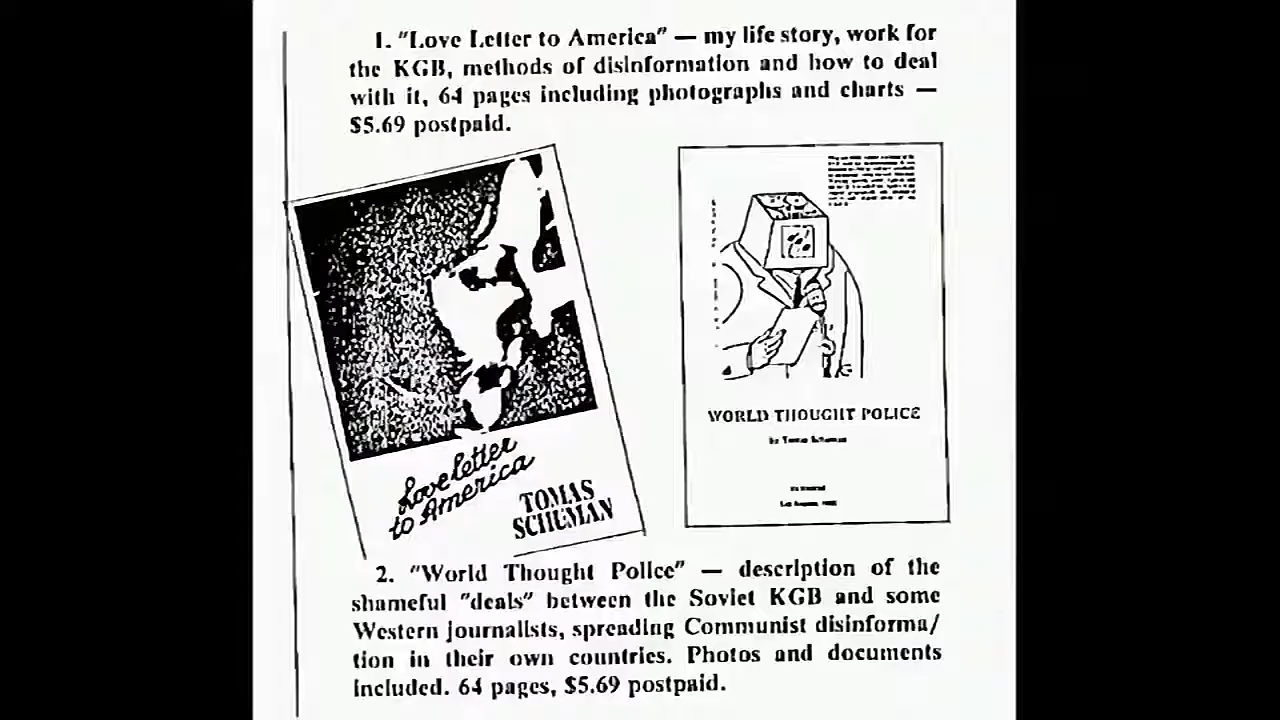 1. "Love Letter to America" — my life story, work for
the KGB, methods of disinformation and how to deal
with it, 64 pages including photographs and charts —
$5.69 postpaid.
Love letter
to America
TOMAS
SCHUMAN
WORLD THOUGHT POLICE
by Tomas Schuman
2. "World Thought Police" — description of the
shameful "deals" between the Soviet KGB and some
Western journalists, spreading Communist disinforma/
tion in their own countries. Photos and documents
included. 64 pages, $5.69 postpaid.